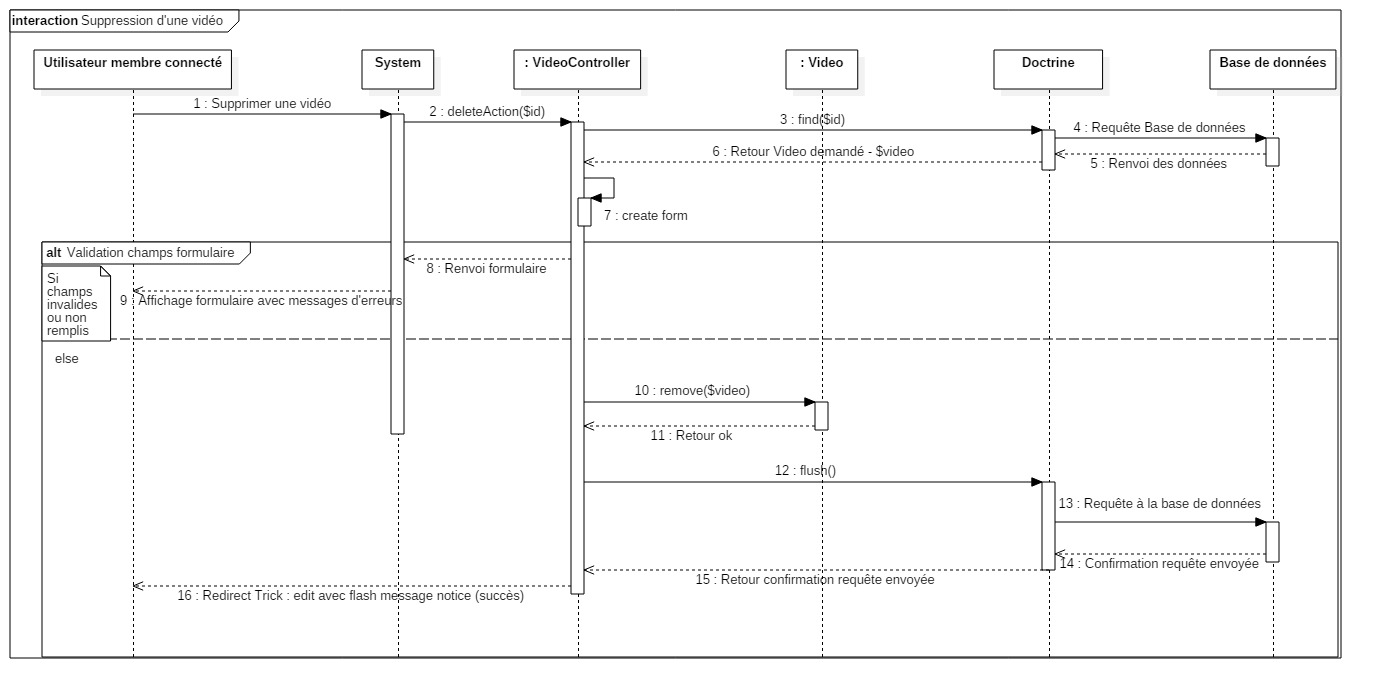 interaction Suppression d'une vidéo
Utilisateur membre connecté
System
: VideoController
: Video
Doctrine
Base de données
1 : Supprimer une vidéo
2 : deleteAction($id)
3 : find($id)
4 : Requête Base de données
6 : Retour Video demandé - $video
5 : Renvoi des données
7 : create form
alt Validation champs formulaire
8 : Renvoi formulaire
Si
champs
invalides
ou non
remplis
9 : Affichage formulaire avec messages d'erreurs
else
10 : remove($video)
11 : Retour ok
12 : flush()
13 : Requête à la base de données
14 : Confirmation requête envoyée
15 : Retour confirmation requête envoyée
16 : Redirect Trick : edit avec flash message notice (succès)